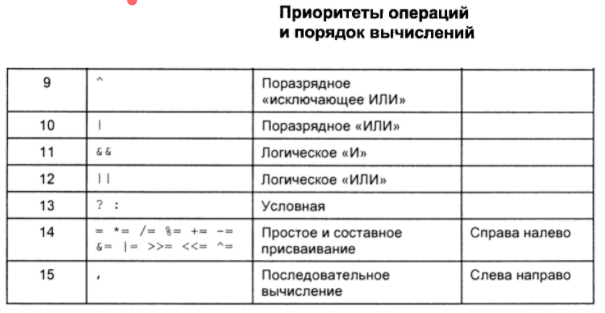 Приоритеты операций
и порядок вычислений
9 ^ Поразрядное
«исключающее ИЛИ»
10 | Поразрядное «ИЛИ»
11 && Логическое «И»
12 || Логическое «ИЛИ»
13 ? : Условная
14 = *= /= %= += -= Простое и составное Справа налево
&= |= >>= <<= ^= присваивание
15 , Последовательное Слева направо
вычисление